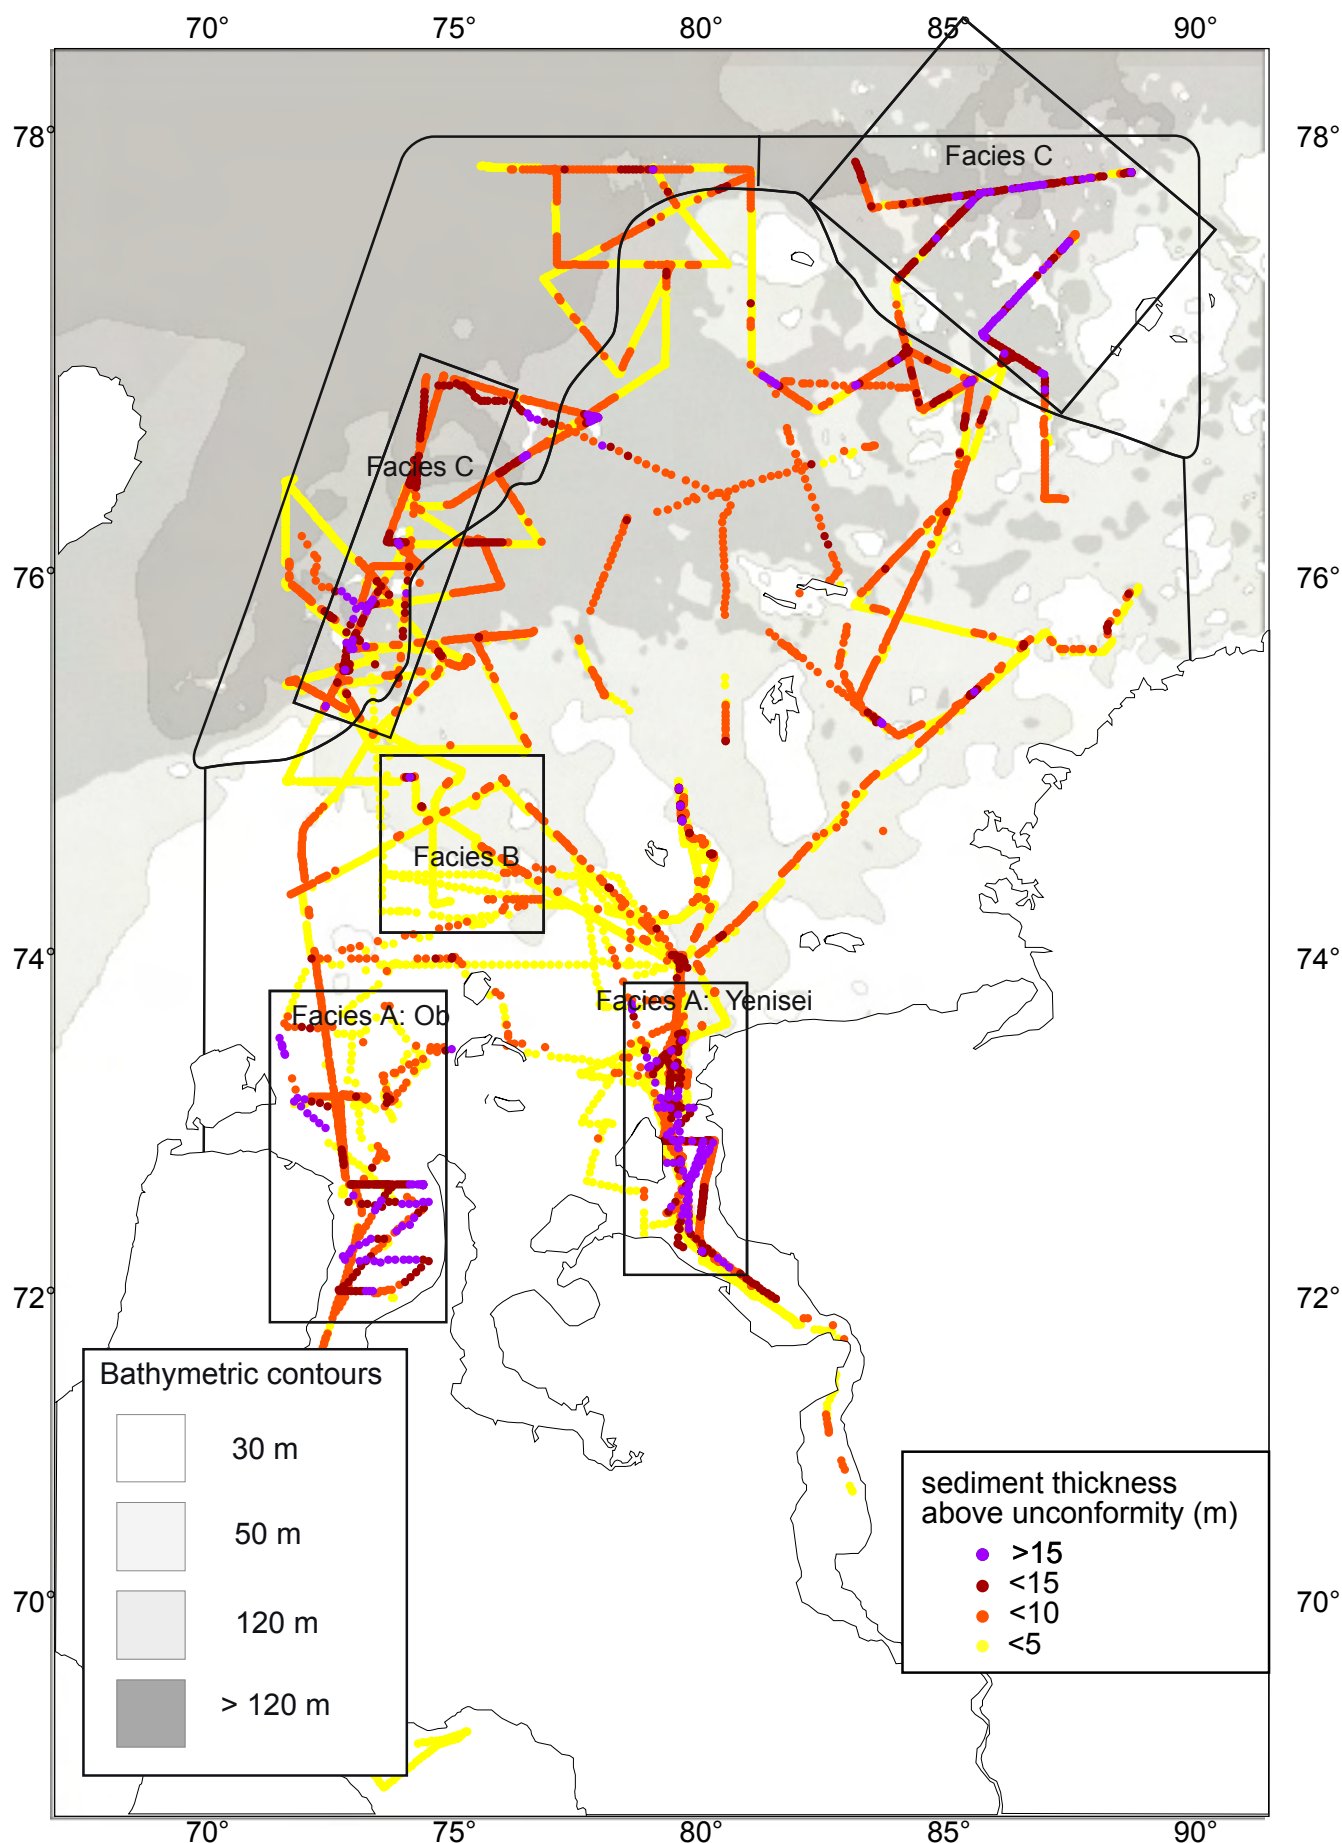 70° 75° 80° 85° 90°
78° 78°
Facies C
Facies C
76° 76°
Facies B
74° 74°
Facies A: Ob
Facies A: Yenisei
72° 72°
Bathymetric contours
30 m
50 m
120 m
> 120 m
sediment thickness
above unconformity (m)
>15
<15
<10
<5
70° 70°
70° 75° 80° 85° 90°